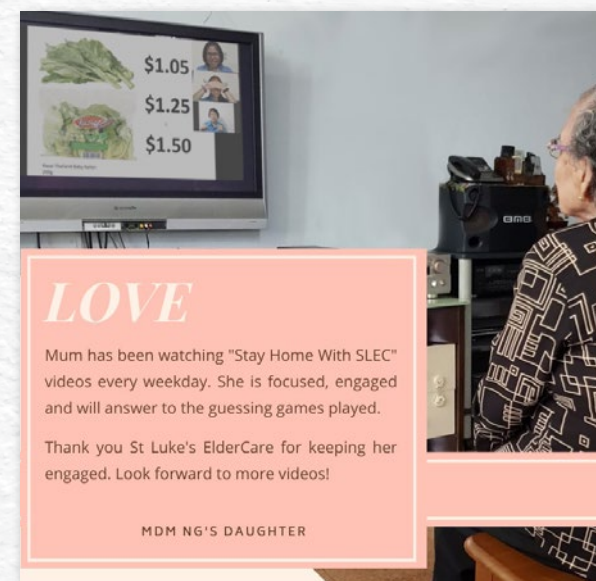 $1.05
$1.25
$1.50
BMB
LOVE
Mum has been watching "Stay Home With SLEC"
videos every weekday. She is focused, engaged
and will answer to the guessing games played.
Thank you St Luke's ElderCare for keeping her
engaged. Look forward to more videos!
MDM NG'S DAUGHTER